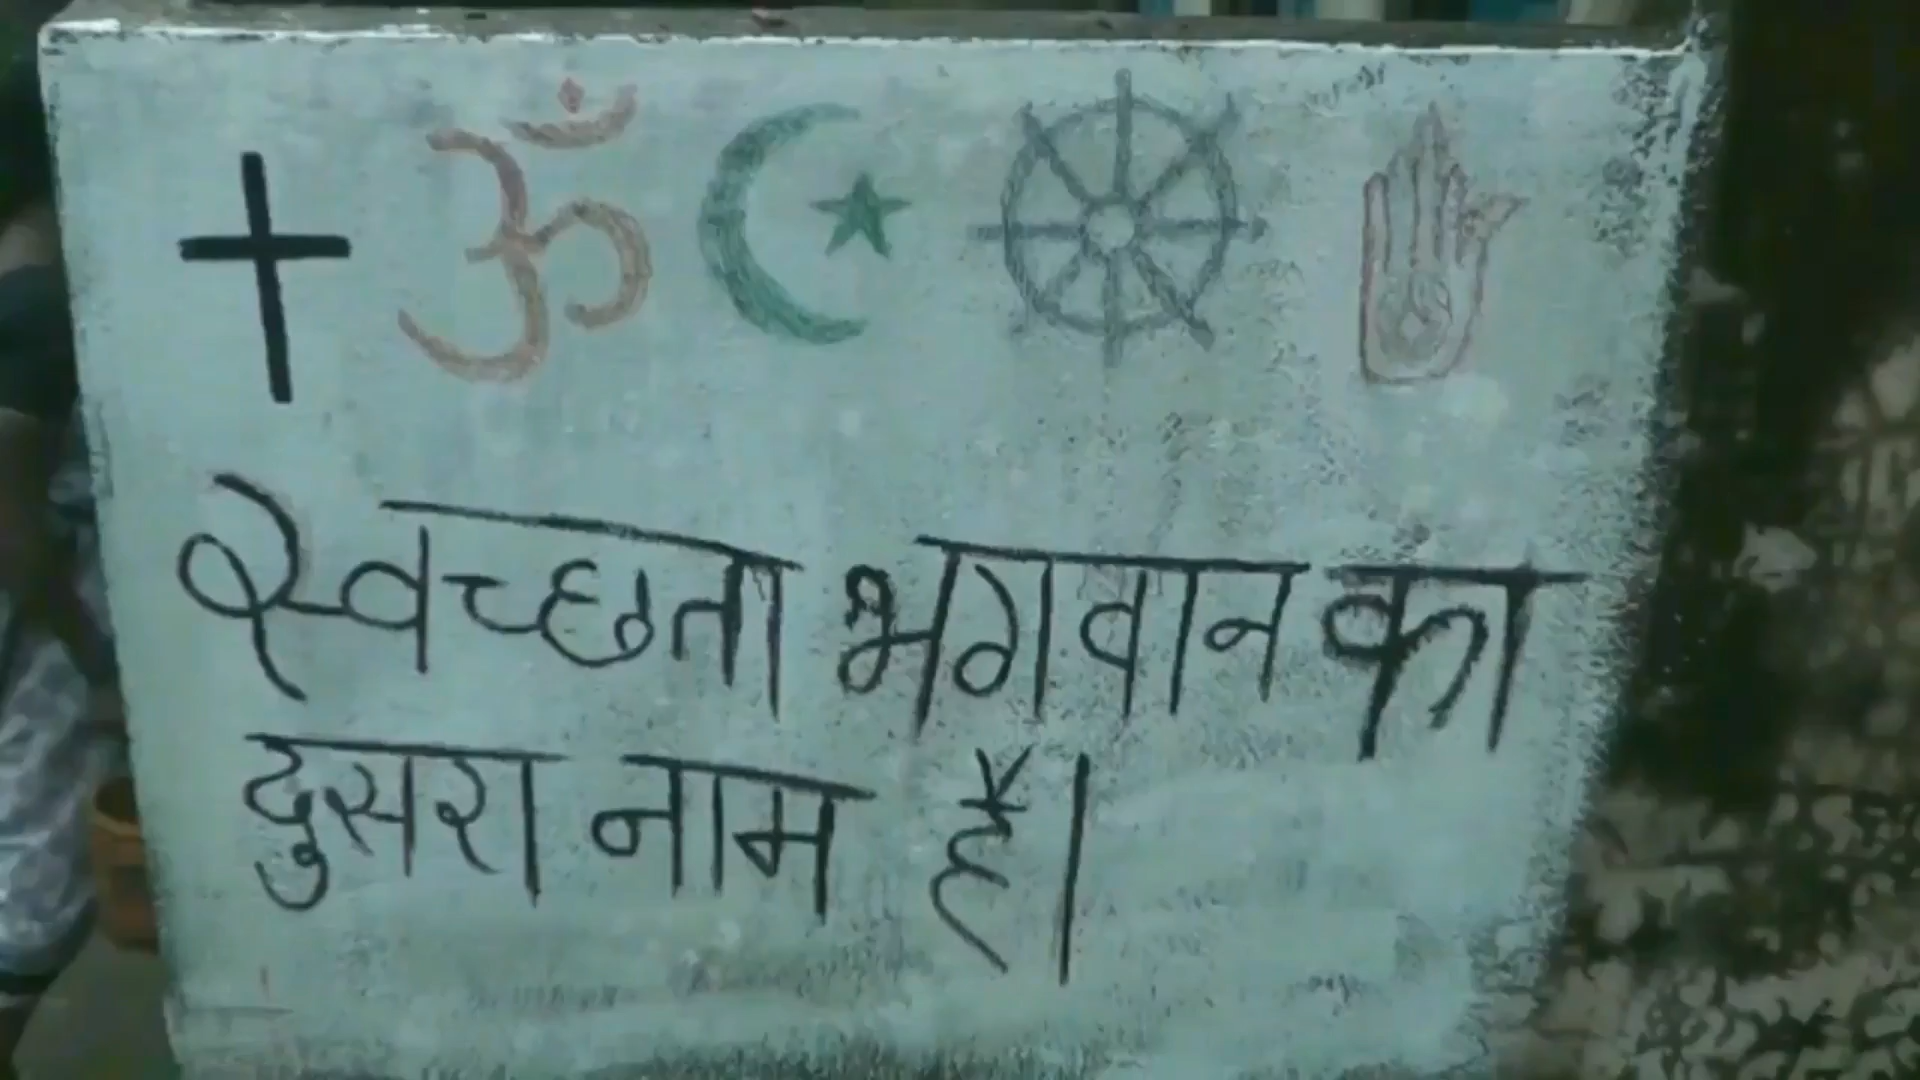 स्वच्छता भगवान का
दुसरा नाम है।